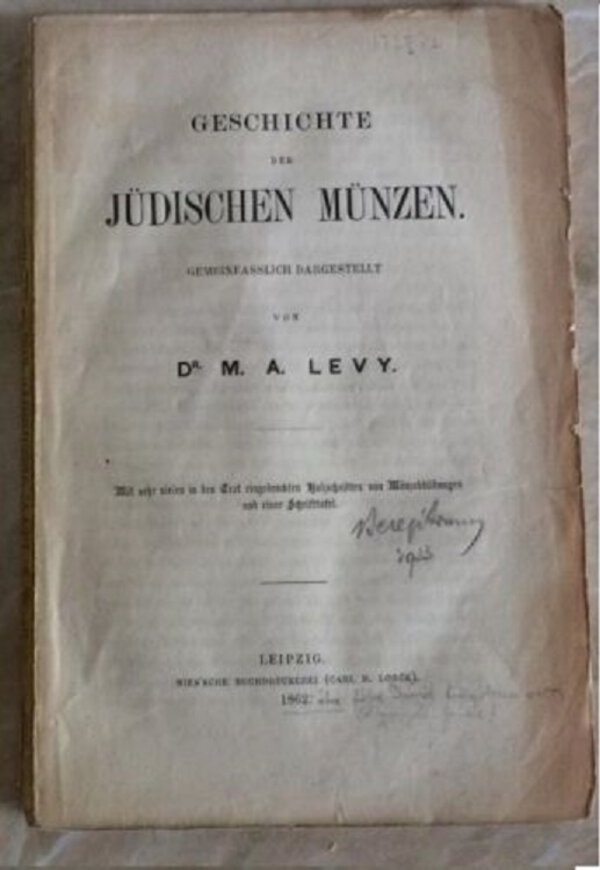 GESCHICHTE
DER
JÜDISCHEN MÜNZEN.
GEMEINFASSLICH DARGESTELLT
VON
DR. M. A. LEVY.
Mit sehr vielen in den Text eingedruckten Holzschnitten von Münzabbildungen
und einer Schrifttafel.
LEIPZIG.
NIES'SCHE BUCHDRUCKEREI (CARL B. LORCK).
1862.